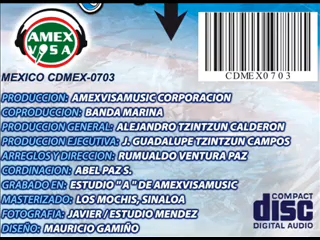 AMEX
VISA
MEXICO CDMEX-0703
CDMEX0703
PRODUCCION: AMEXVISAMUSIC CORPORACION
COPRODUCCION: BANDA MARINA
PRODUCCION GENERAL: ALEJANDRO TZINTZUN CALDERON
PRODUCCION EJECUTIVA: J. GUADALUPE TZINTZUN CAMPOS
ARREGLOS Y DIRECCION: RUMUALDO VENTURA PAZ
CORDINACION: ABEL PAZ S.
GRABADO EN: ESTUDIO "A" DE AMEXVISAMUSIC
MASTERIZADO: LOS MOCHIS, SINALOA
FOTOGRAFIA: JAVIER / ESTUDIO MENDEZ
DISEÑO: MAURICIO GAMIÑO
COMPACT
disc
DIGITAL AUDIO